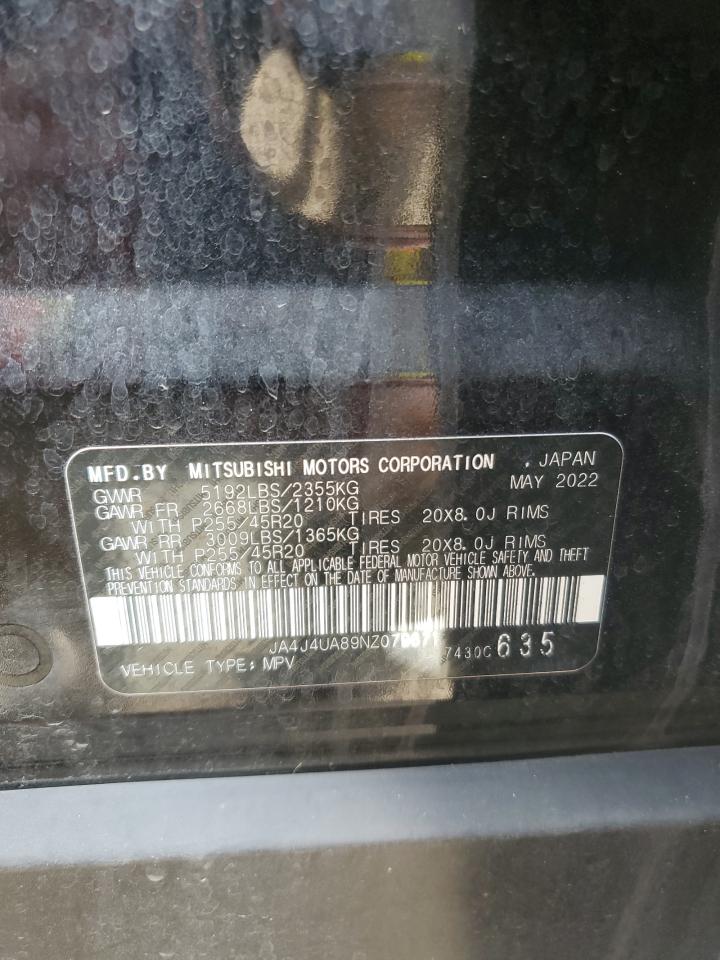 MFD.BY MITSUBISHI MOTORS CORPORATION , JAPAN
GVWR 5192LBS/2355KG MAY 2022
GAWR FR 2668LBS/1210KG
WITH P255/45R20 TIRES 20X8.0J RIMS
GAWR RR 3009LBS/1365KG
WITH P255/45R20 TIRES 20X8.0J RIMS
THIS VEHICLE CONFORMS TO ALL APPLICABLE FEDERAL MOTOR VEHICLE SAFETY AND THEFT
PREVENTION STANDARDS IN EFFECT ON THE DATE OF MANUFACTURE SHOWN ABOVE.
635
VEHICLE TYPE: MPV